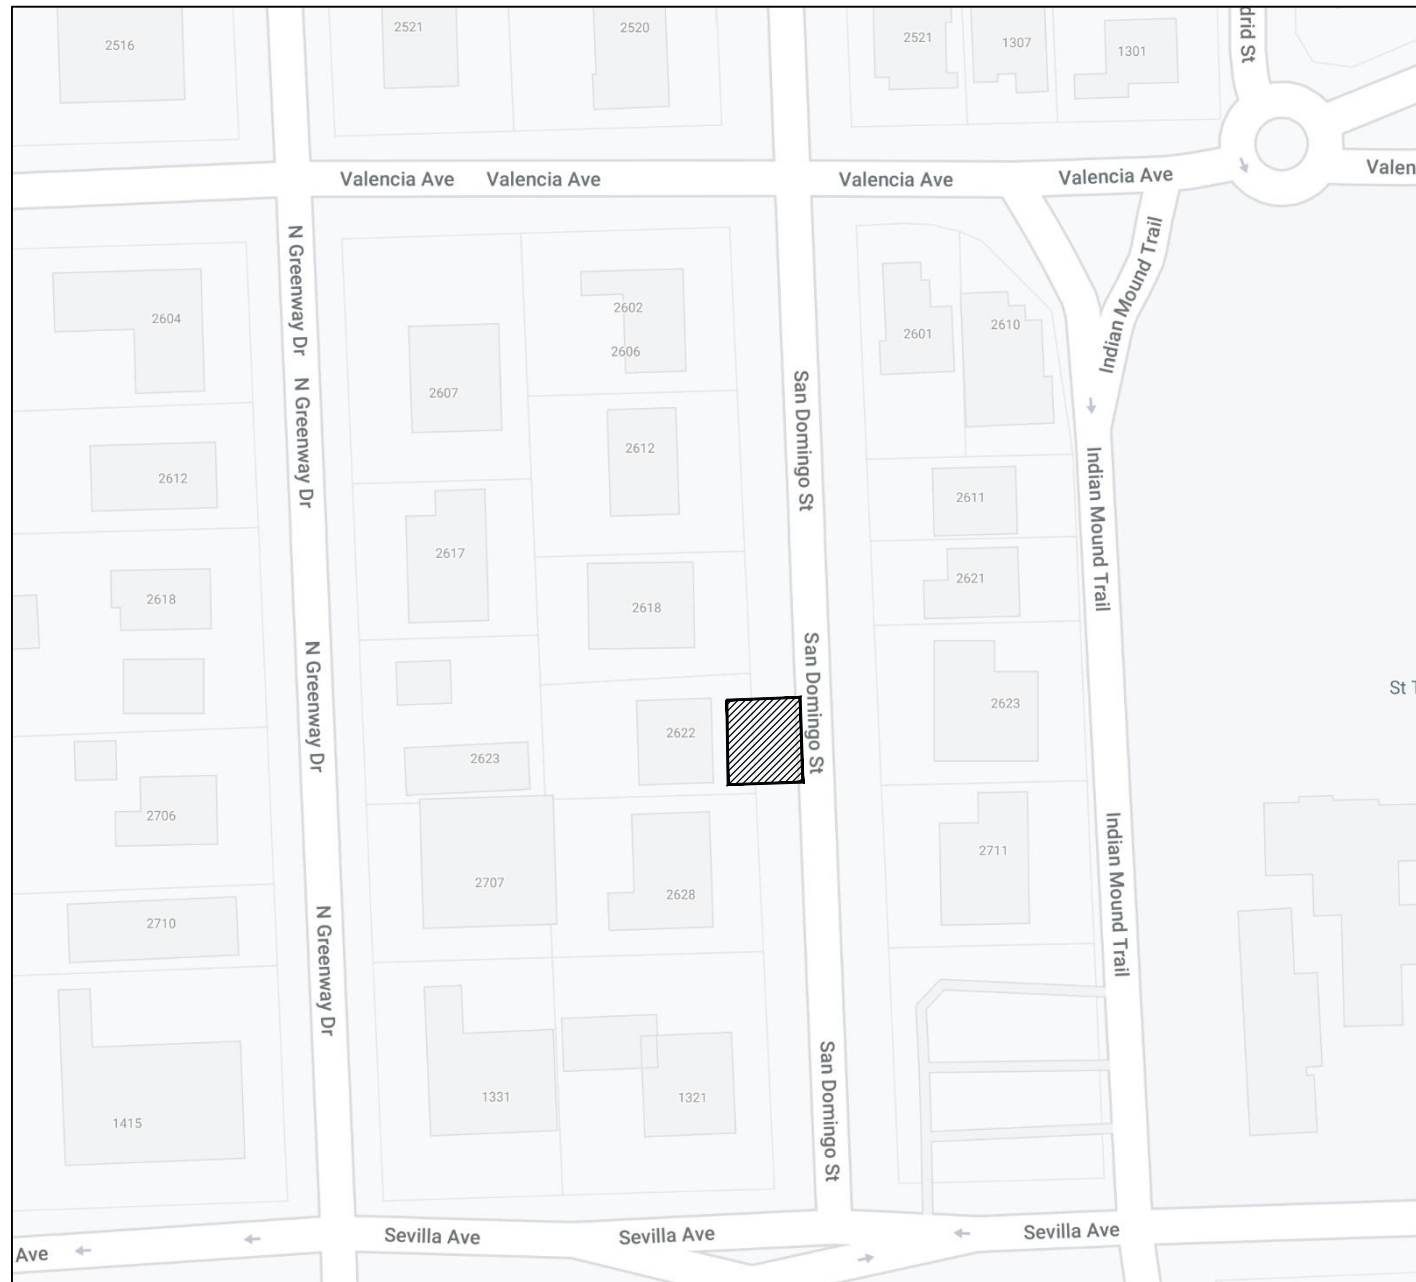 2516
2521
2520
2521
1307
1301
drid St
Valencia Ave
Valencia Ave
Valencia Ave
Valencia Ave
Valen
N Greenway Dr
2604
2602
2606
2607
2601
2610
Indian Mound Trail
N Greenway Dr
San Domingo St
2612
2612
2611
Indian Mound Trail
2617
2621
2618
2618
N Greenway Dr
San Domingo St
St T
2623
2622
2623
2706
2711
Indian Mound Trail
2707
2628
2710
N Greenway Dr
San Domingo St
1331
1321
1415
Ave
Sevilla Ave
Sevilla Ave
Sevilla Ave